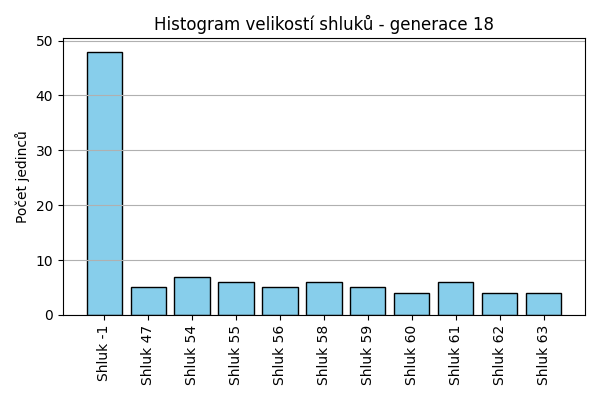 Histogram velikostí shluků - generace 18
Počet jedinců
50
40
30
20
10
0
Shluk -1
Shluk 47
Shluk 54
Shluk 55
Shluk 56
Shluk 58
Shluk 59
Shluk 60
Shluk 61
Shluk 62
Shluk 63